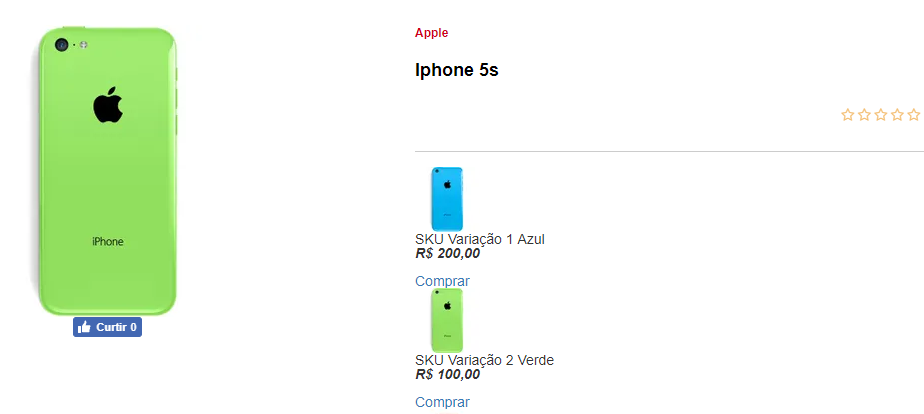 Apple
Iphone 5s
iPhone
Curtir 0
SKU Variação 1 Azul
R$ 200,00
Comprar
SKU Variação 2 Verde
R$ 100,00
Comprar